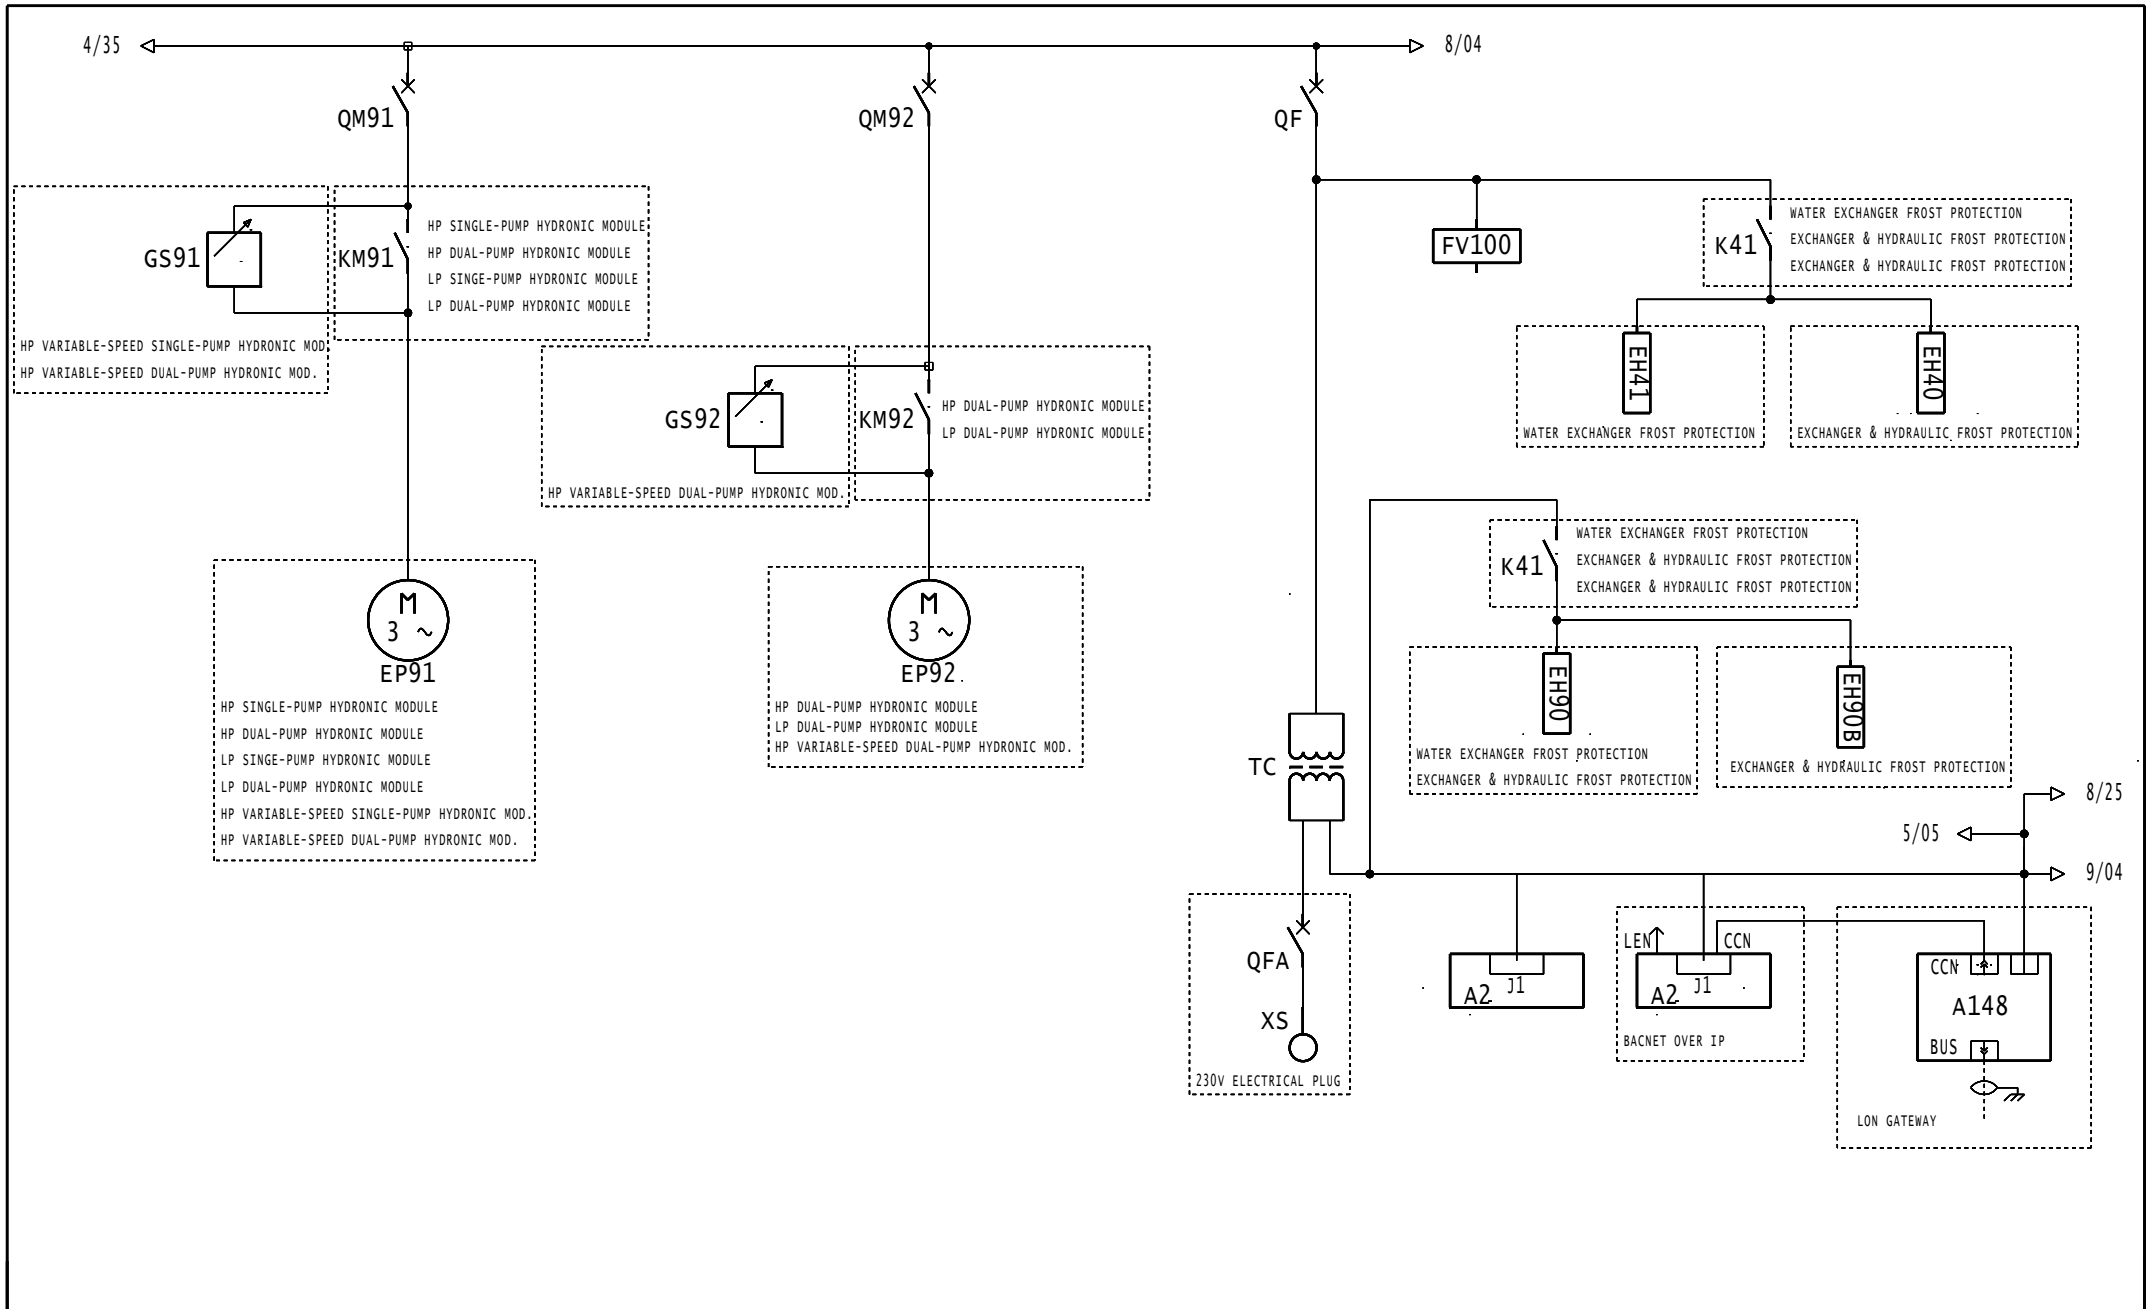 4/35
8/04
QM91
QM92
QF
GS91
KM91
HP SINGLE-PUMP HYDRONIC MODULE
HP DUAL-PUMP HYDRONIC MODULE
LP SINGE-PUMP HYDRONIC MODULE
LP DUAL-PUMP HYDRONIC MODULE
HP VARIABLE-SPEED SINGLE-PUMP HYDRONIC MOD.
HP VARIABLE-SPEED DUAL-PUMP HYDRONIC MOD.
GS92
KM92
HP DUAL-PUMP HYDRONIC MODULE
LP DUAL-PUMP HYDRONIC MODULE
HP VARIABLE-SPEED DUAL-PUMP HYDRONIC MOD.
FV100
K41
WATER EXCHANGER FROST PROTECTION
EXCHANGER & HYDRAULIC FROST PROTECTION
EXCHANGER & HYDRAULIC FROST PROTECTION
EH41
WATER EXCHANGER FROST PROTECTION
EH40
EXCHANGER & HYDRAULIC FROST PROTECTION
M
3 ~
EP91
HP SINGLE-PUMP HYDRONIC MODULE
HP DUAL-PUMP HYDRONIC MODULE
LP SINGE-PUMP HYDRONIC MODULE
LP DUAL-PUMP HYDRONIC MODULE
HP VARIABLE-SPEED SINGLE-PUMP HYDRONIC MOD.
HP VARIABLE-SPEED DUAL-PUMP HYDRONIC MOD.
M
3 ~
EP92
HP DUAL-PUMP HYDRONIC MODULE
LP DUAL-PUMP HYDRONIC MODULE
HP VARIABLE-SPEED DUAL-PUMP HYDRONIC MOD.
K41
WATER EXCHANGER FROST PROTECTION
EXCHANGER & HYDRAULIC FROST PROTECTION
EXCHANGER & HYDRAULIC FROST PROTECTION
EH90
WATER EXCHANGER FROST PROTECTION
EXCHANGER & HYDRAULIC FROST PROTECTION
EH90B
EXCHANGER & HYDRAULIC FROST PROTECTION
TC
8/25
5/05
9/04
QFA
XS
230V ELECTRICAL PLUG
A2 J1
LEN
CCN
A2 J1
BACNET OVER IP
CCN
A148
BUS
LON GATEWAY